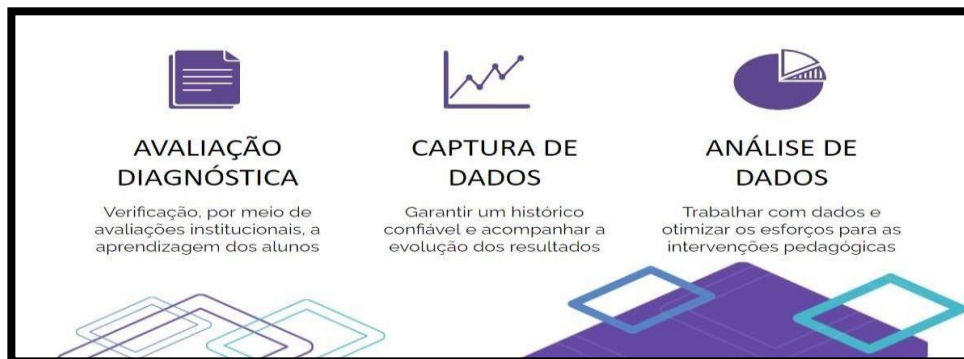 AVALIAÇÃO
DIAGNÓSTICA
Verificação, por meio de
avaliações institucionais, a
aprendizagem dos alunos
CAPTURA DE
DADOS
Garantir um histórico
confiável e acompanhar a
evolução dos resultados
ANÁLISE DE
DADOS
Trabalhar com dados e
otimizar os esforços para as
intervenções pedagógicas